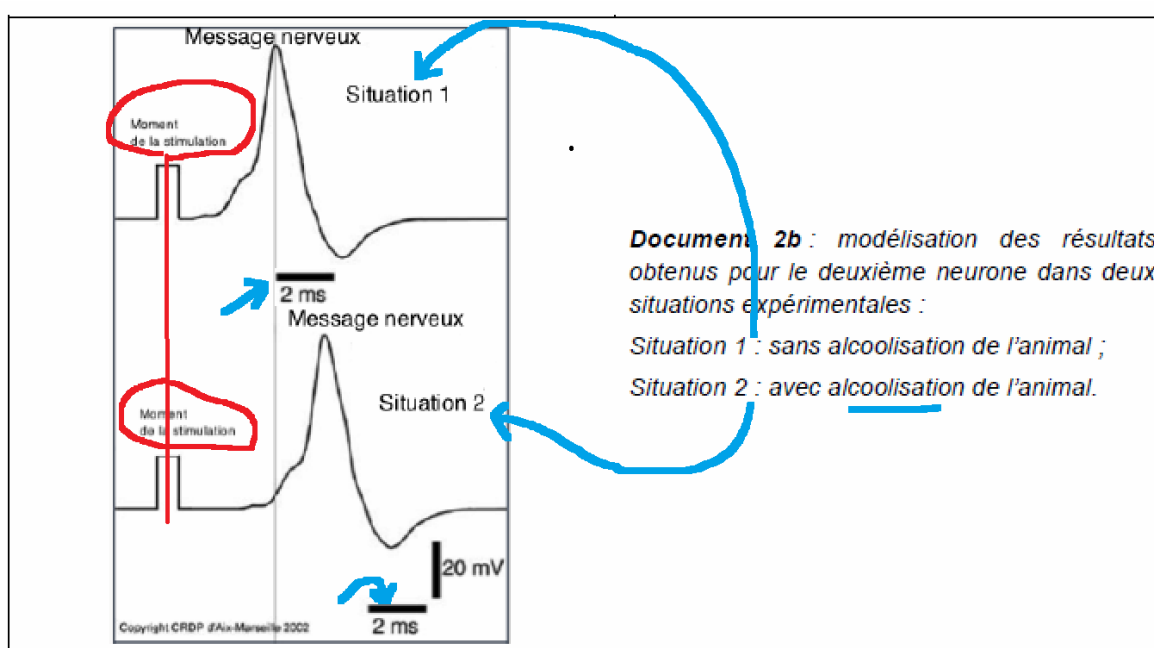 Message nerveux
Situation 1
Moment
de la stimulation
2 ms
Message nerveux
Situation 2
Moment
de la stimulation
20 mV
2 ms
Copyright CRDP d'Aix-Marseille 2002
Document 2b : modélisation des résultats
obtenus pour le deuxième neurone dans deux
situations expérimentales :
Situation 1 : sans alcoolisation de l'animal ;
Situation 2 : avec alcoolisation de l'animal.